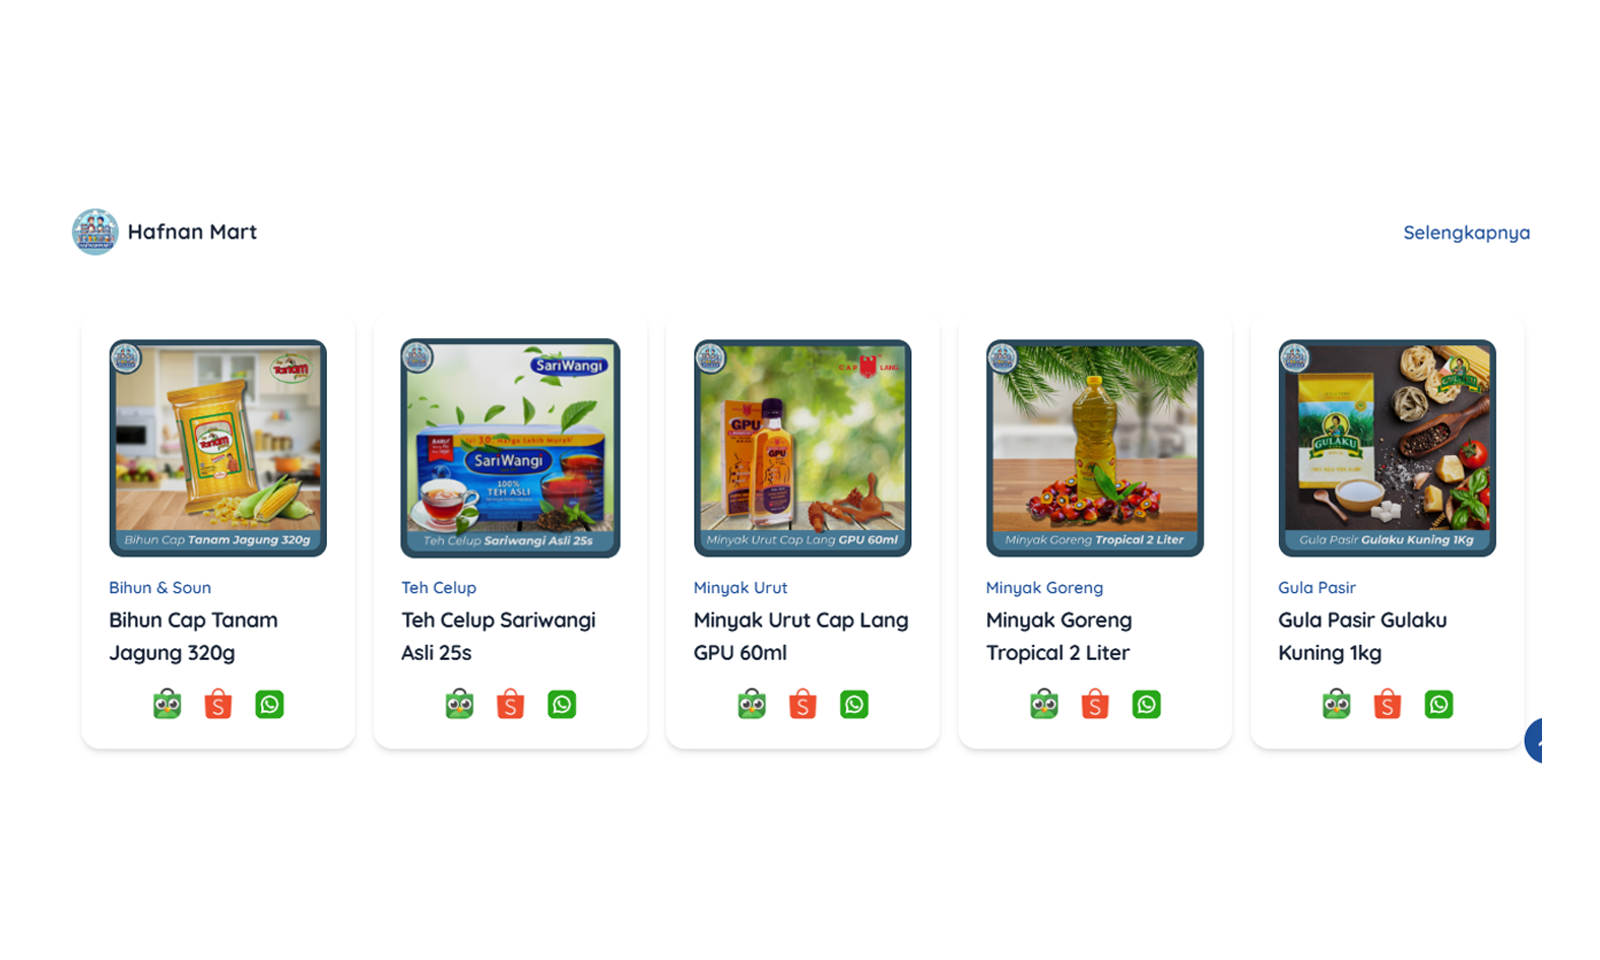 Hafnan Mart
Selengkapnya
Tanam
Tanam
Bihun Cap Tanam Jagung 320g
SariWangi
SariWangi
100%
TEH ASLI
Teh Celup Sariwangi Asli 25s
CAP LANG
GPU
GPU
Minyak Urut Cap Lang GPU 60ml
Minyak Goreng Tropical 2 Liter
GULAKU
Gula Pasir Gulaku Kuning 1Kg
Bihun & Soun
Bihun Cap Tanam
Jagung 320g
Teh Celup
Teh Celup Sariwangi
Asli 25s
Minyak Urut
Minyak Urut Cap Lang
GPU 60ml
Minyak Goreng
Minyak Goreng
Tropical 2 Liter
Gula Pasir
Gula Pasir Gulaku
Kuning 1kg